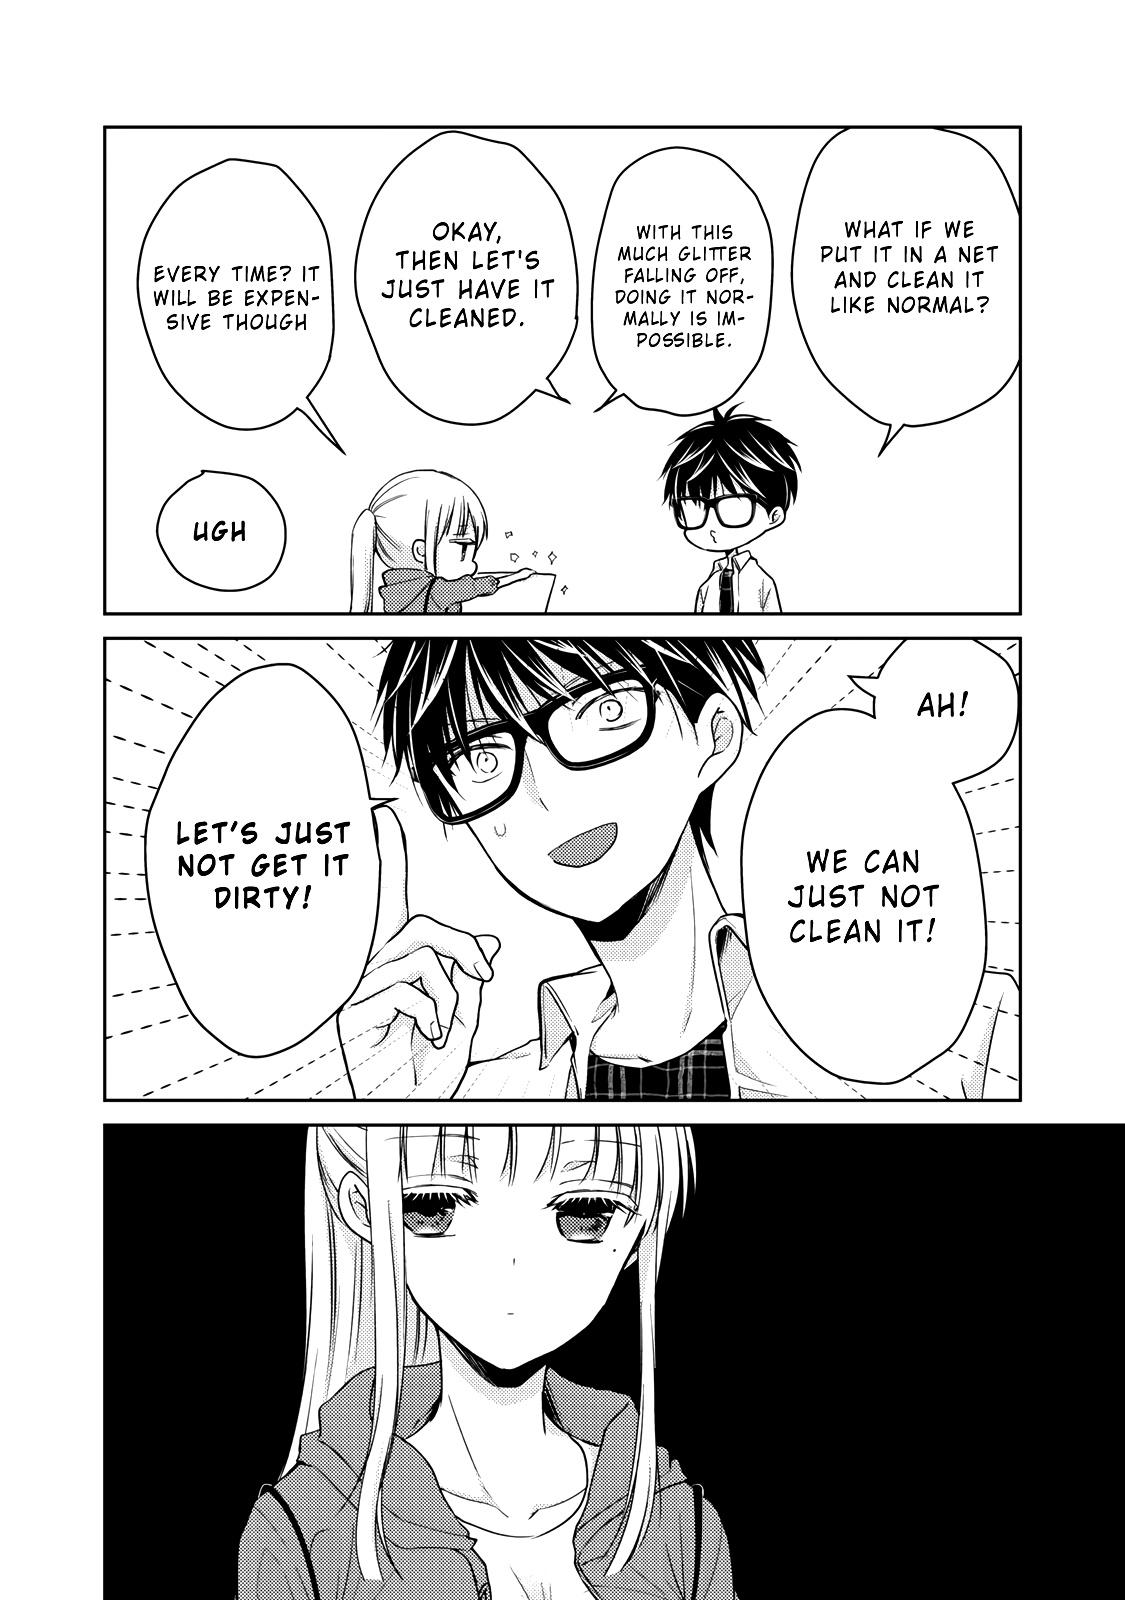 WHAT IF WE
PUT IT IN A NET
AND CLEAN IT
LIKE NORMAL?
WITH THIS
MUCH GLITTER
FALLING OFF,
DOING IT NOR-
MALLY IS IM-
POSSIBLE.
OKAY,
THEN LET'S
JUST HAVE IT
CLEANED.
EVERY TIME? IT
WILL BE EXPEN-
SIVE THOUGH
UGH
AH!
WE CAN
JUST NOT
CLEAN IT!
LET'S JUST
NOT GET IT
DIRTY!